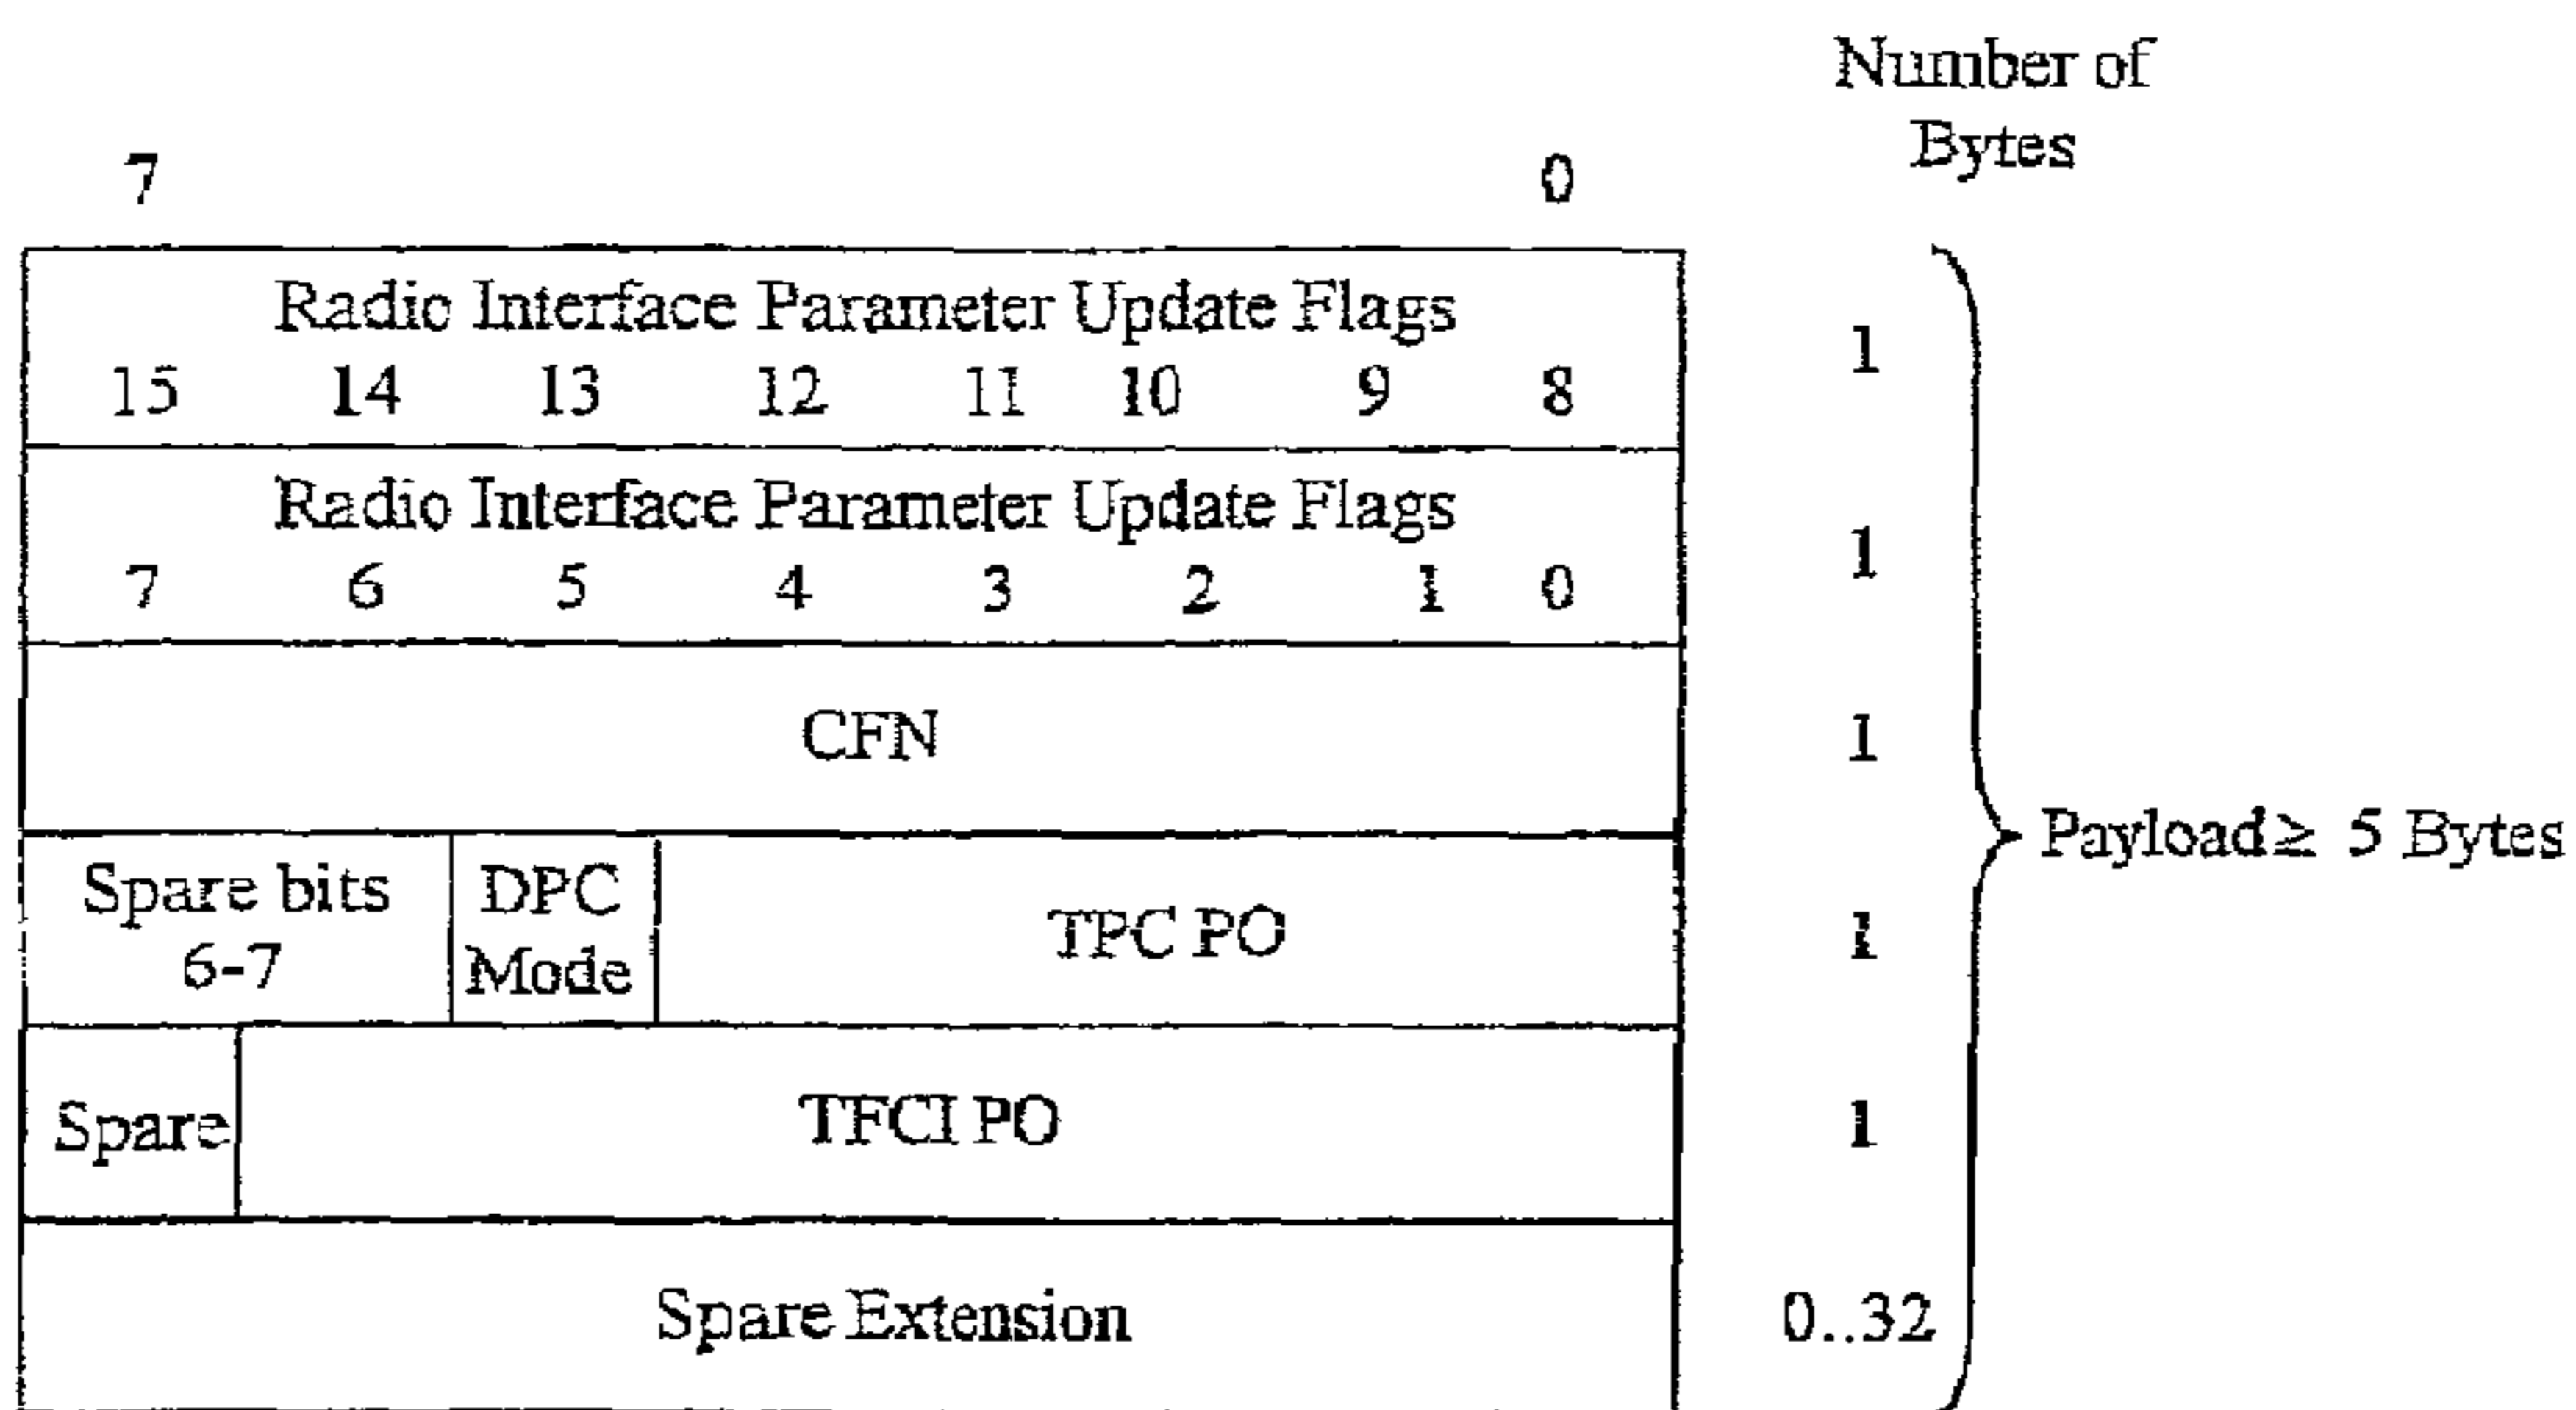 Number of
Bytes
7 0
Radio Interface Parameter Update Flags
15 14 13 12 11 10 9 8
1
Radio Interface Parameter Update Flags
7 6 5 4 3 2 1 0
1
CFN
1
Payload ≥ 5 Bytes
Spare bits
6-7
DPC
Mode
TPC PO
1
Spare
TFCI PO
1
Spare Extension
0..32